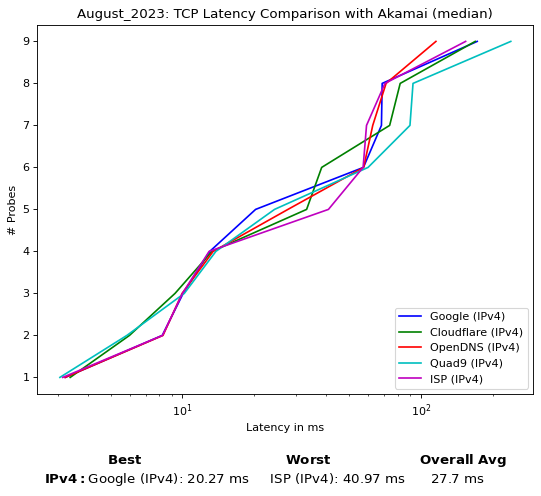 August_2023: TCP Latency Comparison with Akamai (median)
9
8
7
6
5
4
3
2
1
# Probes
Google (IPv4)
Cloudflare (IPv4)
OpenDNS (IPv4)
Quad9 (IPv4)
ISP (IPv4)
10¹ 10²
Latency in ms
Best Worst Overall Avg
IPv4: Google (IPv4): 20.27 ms ISP (IPv4): 40.97 ms 27.7 ms